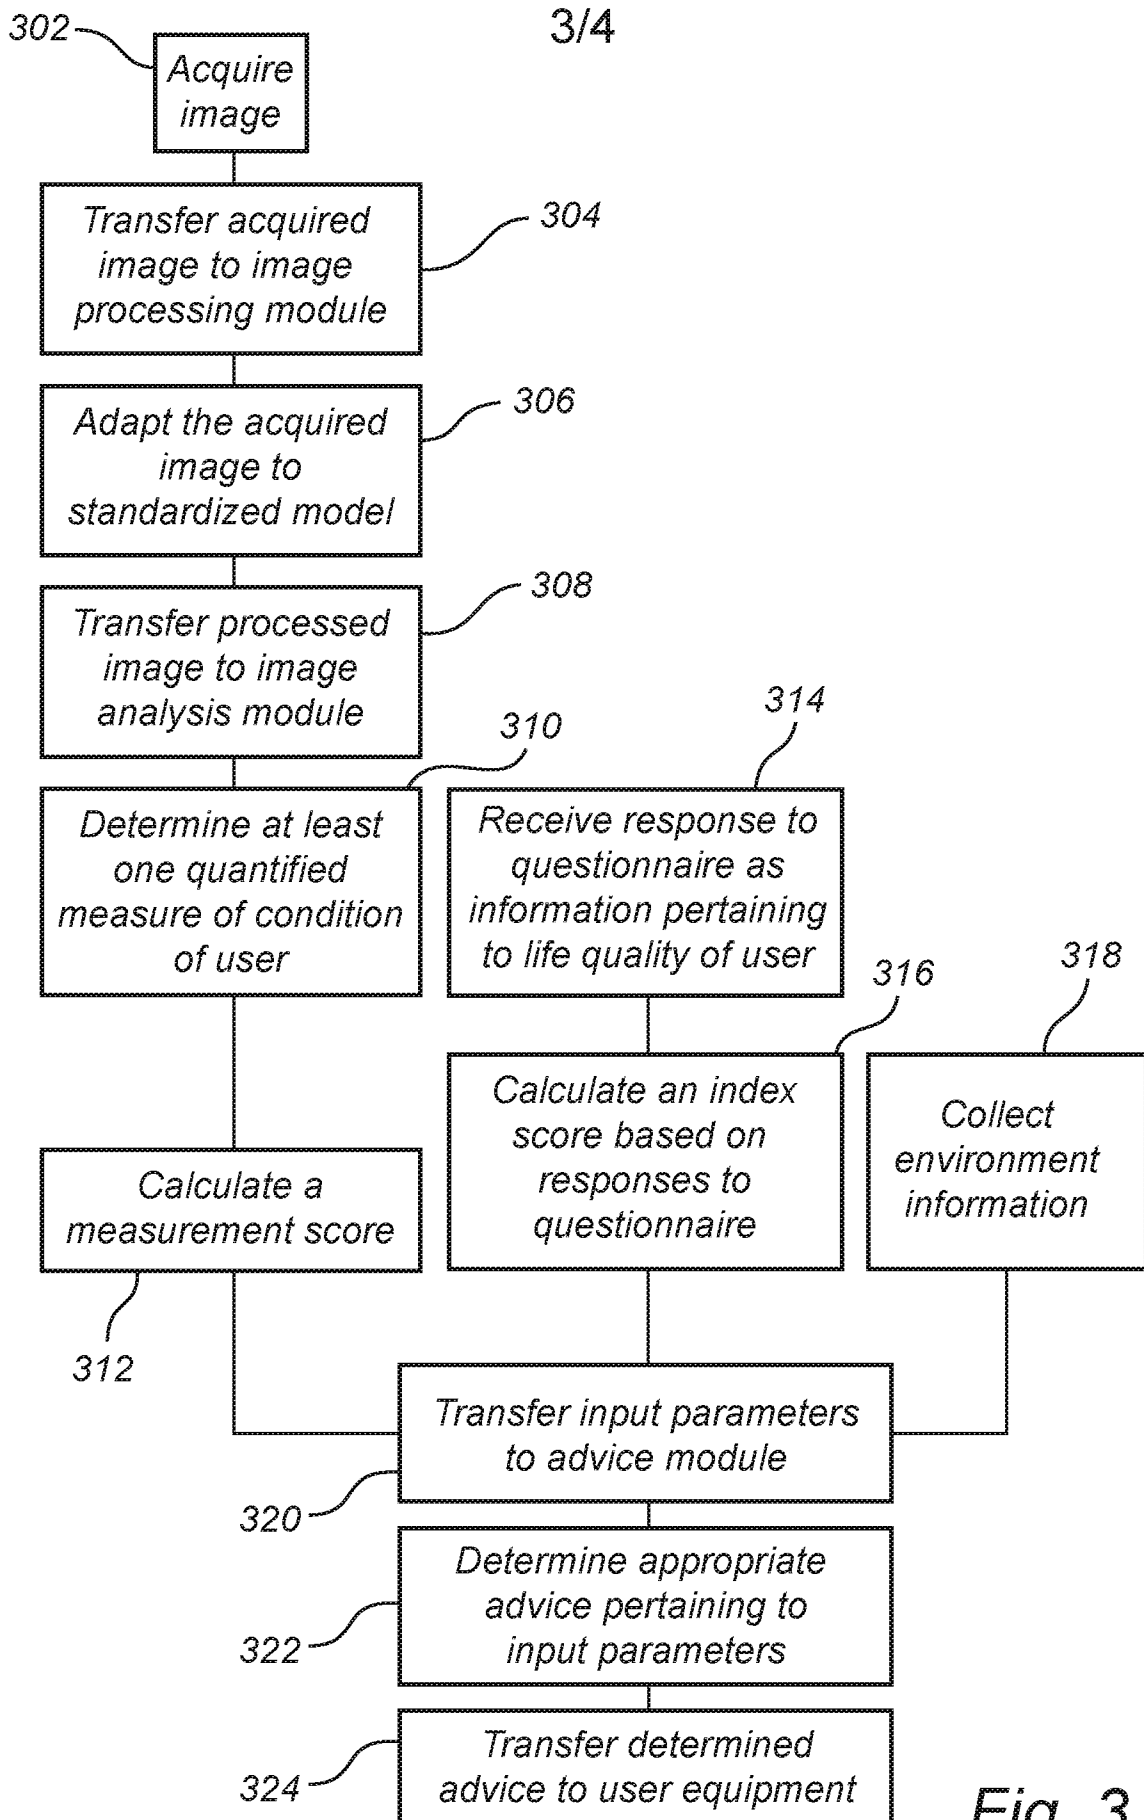 3/4
302
Acquire
image
Transfer acquired
image to image
processing module
304
Adapt the acquired
image to
standardized model
306
Transfer processed
image to image
analysis module
308
310
Determine at least
one quantified
measure of condition
of user
314
Receive response to
questionnaire as
information pertaining
to life quality of user
316
Calculate an index
score based on
responses to
questionnaire
318
Collect
environment
information
Calculate a
measurement score
312
Transfer input parameters
to advice module
320
Determine appropriate
advice pertaining to
input parameters
322
Transfer determined
advice to user equipment
324
Fig. 3